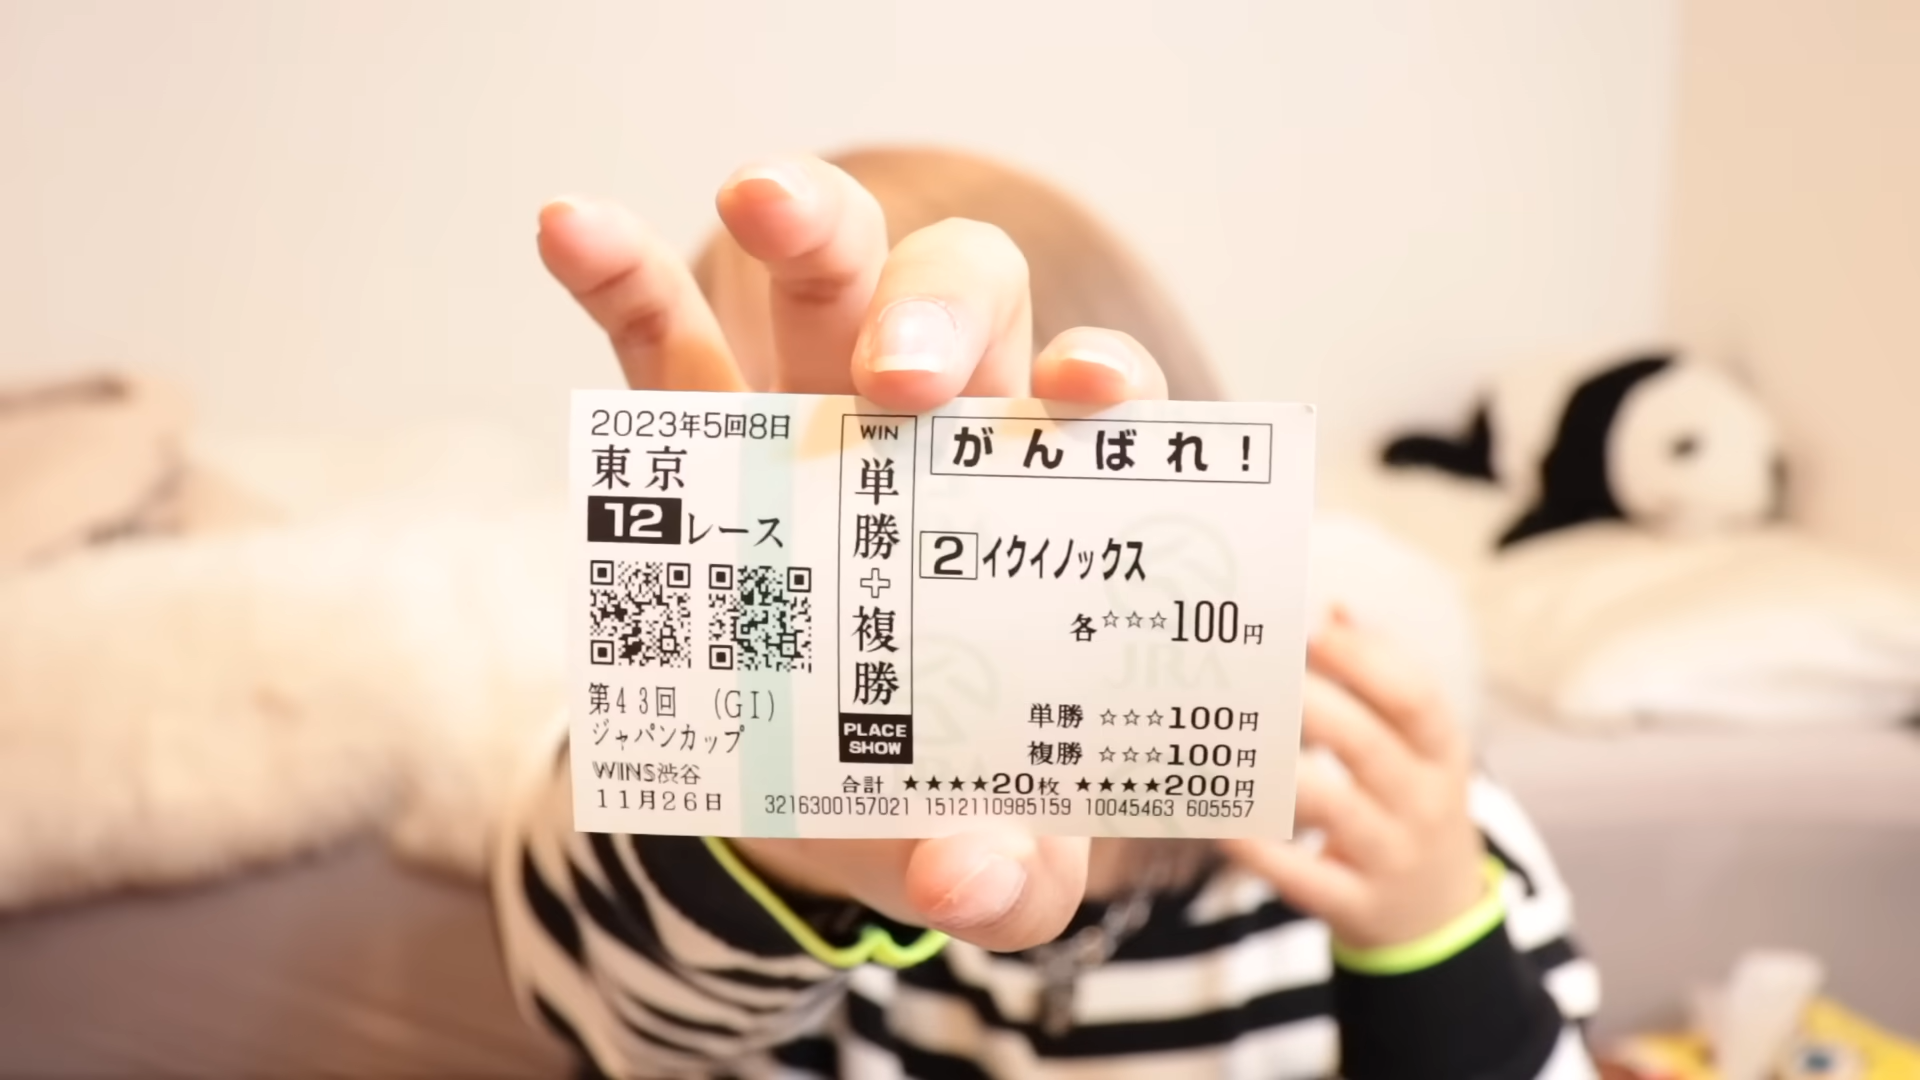 2023年5回8日
東京
12レース
第43回 (GI)
ジャパンカップ
WINS渋谷
11月26日
WIN
単勝+複勝
PLACE
SHOW
がんばれ!
2 イクイノックス
各☆☆☆100円
単勝 ☆☆☆100円
複勝 ☆☆☆100円
合計 ★★★★20枚 ★★★★200円
3216300157021 1512110985159 10045463 605557
JRA